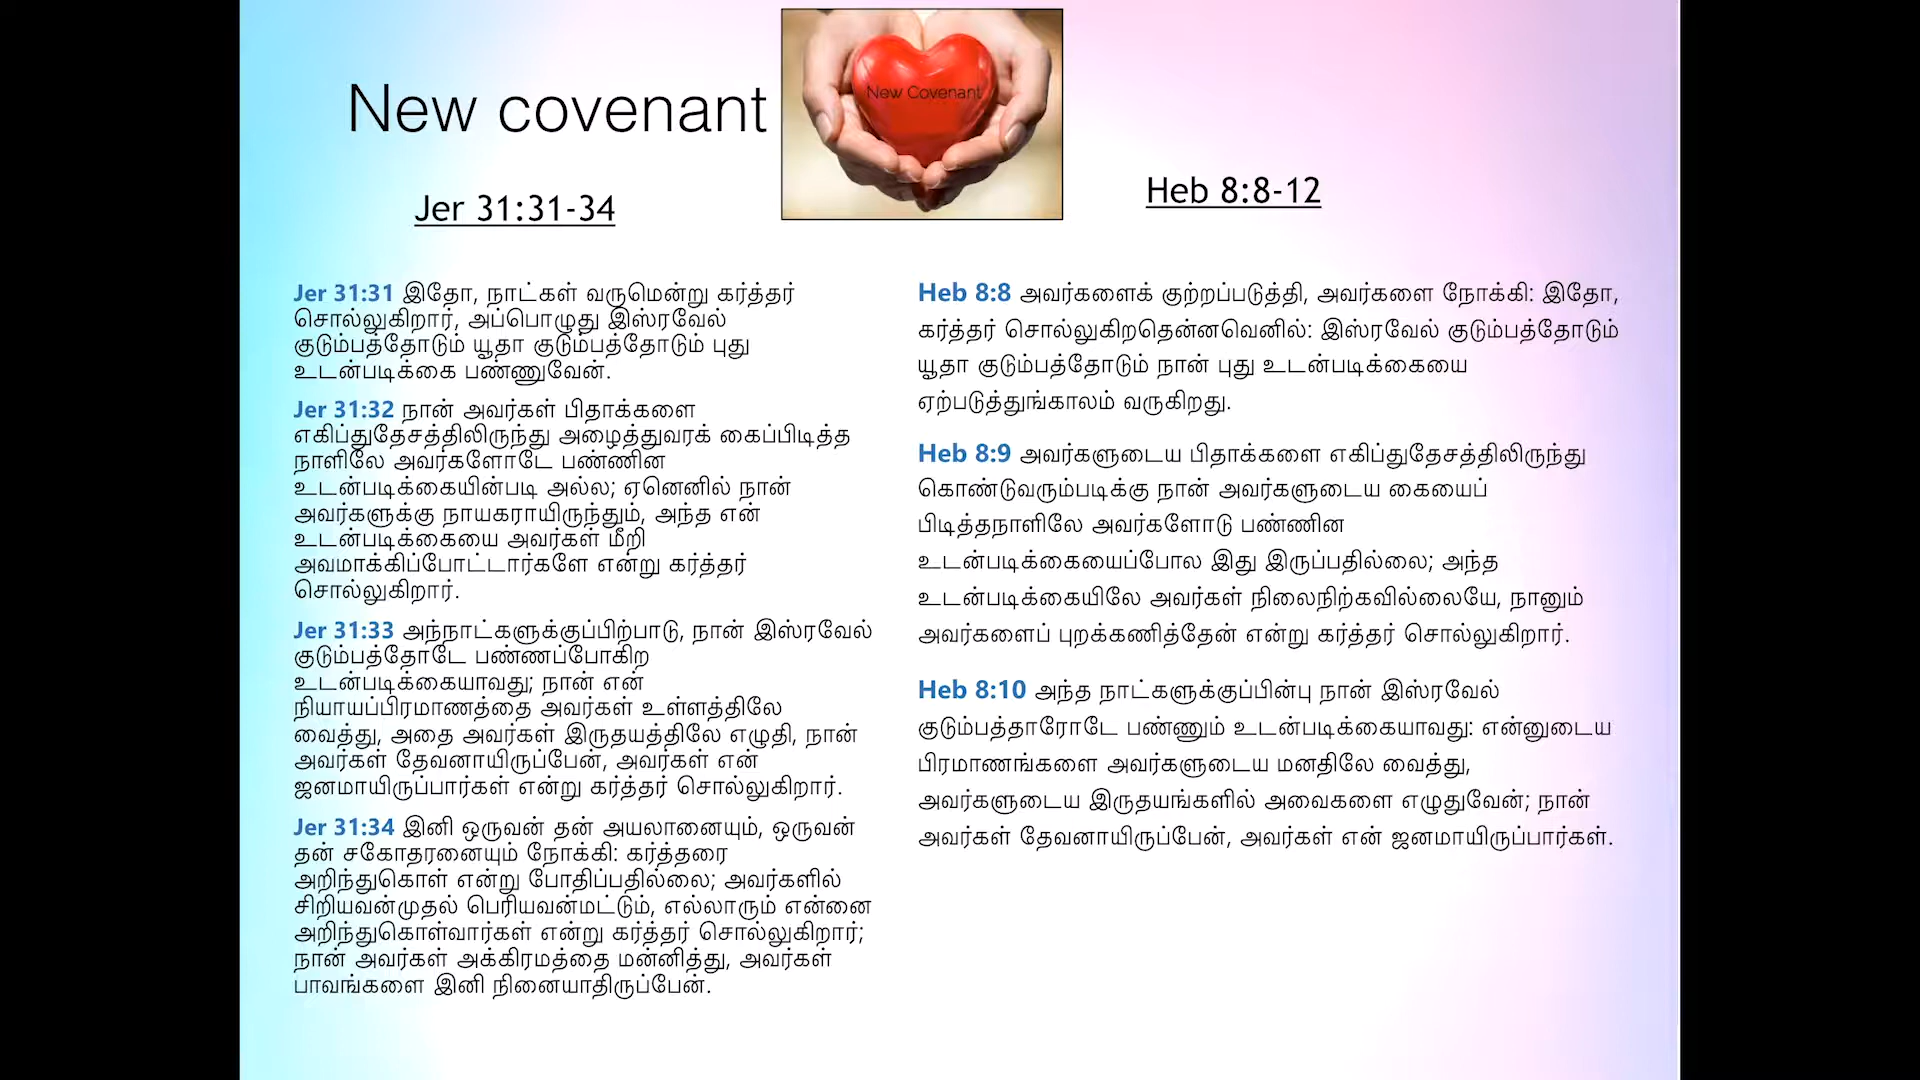 New covenant
New Covenant
Jer 31:31-34
Heb 8:8-12
Jer 31:31 இதோ, நாட்கள் வருமென்று கர்த்தர்
சொல்லுகிறார், அப்பொழுது இஸ்ரவேல்
குடும்பத்தோடும் யூதா குடும்பத்தோடும் புது
உடன்படிக்கை பண்ணுவேன்.
Jer 31:32 நான் அவர்கள் பிதாக்களை
எகிப்துதேசத்திலிருந்து அழைத்துவரக் கைப்பிடித்த
நாளிலே அவர்களோடே பண்ணின
உடன்படிக்கையின்படி அல்ல; ஏனெனில் நான்
அவர்களுக்கு நாயகராயிருந்தும், அந்த என்
உடன்படிக்கையை அவர்கள் மீறி
அவமாக்கிப்போட்டார்களே என்று கர்த்தர்
சொல்லுகிறார்.
Jer 31:33 அந்நாட்களுக்குப்பிற்பாடு, நான் இஸ்ரவேல்
குடும்பத்தோடே பண்ணப்போகிற
உடன்படிக்கையாவது; நான் என்
நியாயப்பிரமாணத்தை அவர்கள் உள்ளத்திலே
வைத்து, அதை அவர்கள் இருதயத்திலே எழுதி, நான்
அவர்கள் தேவனாயிருப்பேன், அவர்கள் என்
ஜனமாயிருப்பார்கள் என்று கர்த்தர் சொல்லுகிறார்.
Jer 31:34 இனி ஒருவன் தன் அயலானையும், ஒருவன்
தன் சகோதரனையும் நோக்கி: கர்த்தரை
அறிந்துகொள் என்று போதிப்பதில்லை; அவர்களில்
சிறியவன்முதல் பெரியவன்மட்டும், எல்லாரும் என்னை
அறிந்துகொள்வார்கள் என்று கர்த்தர் சொல்லுகிறார்;
நான் அவர்கள் அக்கிரமத்தை மன்னித்து, அவர்கள்
பாவங்களை இனி நினையாதிருப்பேன்.
Heb 8:8 அவர்களைக் குற்றப்படுத்தி, அவர்களை நோக்கி: இதோ,
கர்த்தர் சொல்லுகிறதென்னவெனில்: இஸ்ரவேல் குடும்பத்தோடும்
யூதா குடும்பத்தோடும் நான் புது உடன்படிக்கையை
ஏற்படுத்துங்காலம் வருகிறது.
Heb 8:9 அவர்களுடைய பிதாக்களை எகிப்துதேசத்திலிருந்து
கொண்டுவரும்படிக்கு நான் அவர்களுடைய கையைப்
பிடித்தநாளிலே அவர்களோடு பண்ணின
உடன்படிக்கையைப்போல இது இருப்பதில்லை; அந்த
உடன்படிக்கையிலே அவர்கள் நிலைநிற்கவில்லையே, நானும்
அவர்களைப் புறக்கணித்தேன் என்று கர்த்தர் சொல்லுகிறார்.
Heb 8:10 அந்த நாட்களுக்குப்பின்பு நான் இஸ்ரவேல்
குடும்பத்தாரோடே பண்ணும் உடன்படிக்கையாவது: என்னுடைய
பிரமாணங்களை அவர்களுடைய மனதிலே வைத்து,
அவர்களுடைய இருதயங்களில் அவைகளை எழுதுவேன்; நான்
அவர்கள் தேவனாயிருப்பேன், அவர்கள் என் ஜனமாயிருப்பார்கள்.